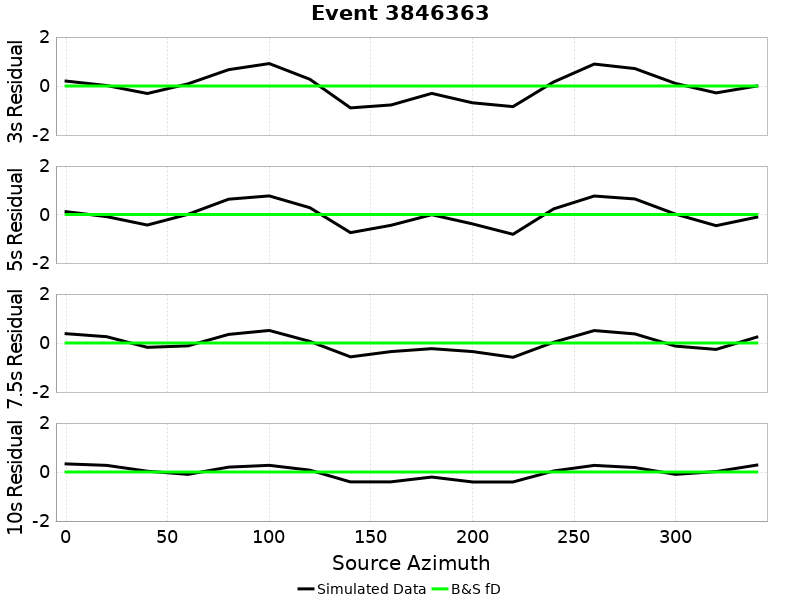 Event 3846363
3s Residual
2
0
-2
5s Residual
2
0
-2
7.5s Residual
2
0
-2
10s Residual
2
0
-2
0 50 100 150 200 250 300
Source Azimuth
Simulated Data B&S fD